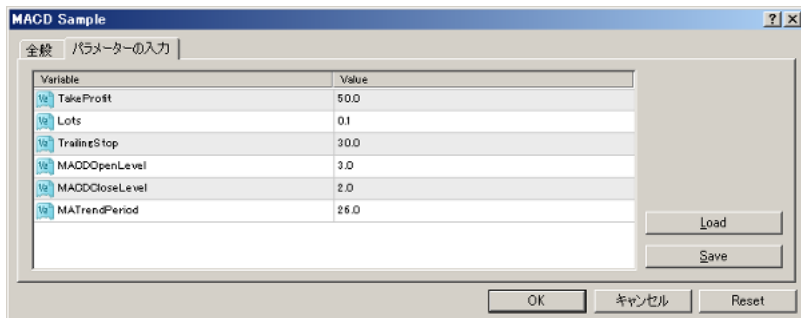 MACD Sample
全般 パラメーターの入力
Variable Value
TakeProfit 50.0
Lots 0.1
TrailingStop 30.0
MACDOpenLevel 3.0
MACDCloseLevel 2.0
MATrendPeriod 26.0
Load
Save
OK キャンセル Reset